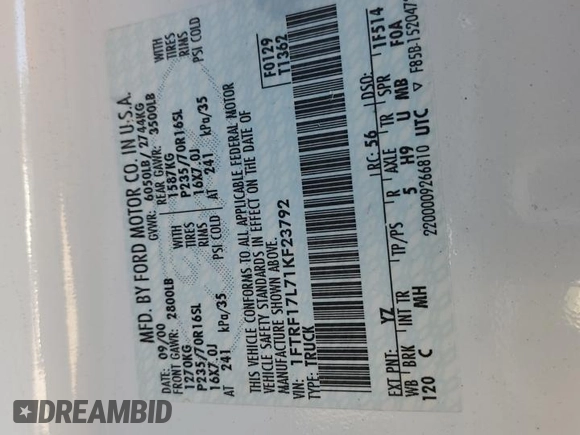 MFD. BY FORD MOTOR CO. IN U.S.A.
DATE: 09/00 GVWR: 6050LB/ 2744KG
FRONT GAWR: 2800LB REAR GAWR: 3500LB
1270KG 1587KG WITH
P235/70R16SL WITH TIRES P235/70R16SL TIRES
16X7.0J RIMS 16X7.0J RIMS
AT 241 kPa/35 PSI COLD AT 241 kPa/35 PSI COLD
THIS VEHICLE CONFORMS TO ALL APPLICABLE FEDERAL MOTOR
VEHICLE SAFETY STANDARDS IN EFFECT ON THE DATE OF
MANUFACTURE SHOWN ABOVE.
VIN: 1FTRF17L71KF23792 F0129
TYPE: TRUCK T1362
EXT PNT: YZ RC: 56 DSO: 1F514
WB BRK INT TR TP/PS R AXLE TR SPR
120 C MH 5 H9 U MB F0A
2200009266810 UTC ▽ F85B-152047
DREAMBID